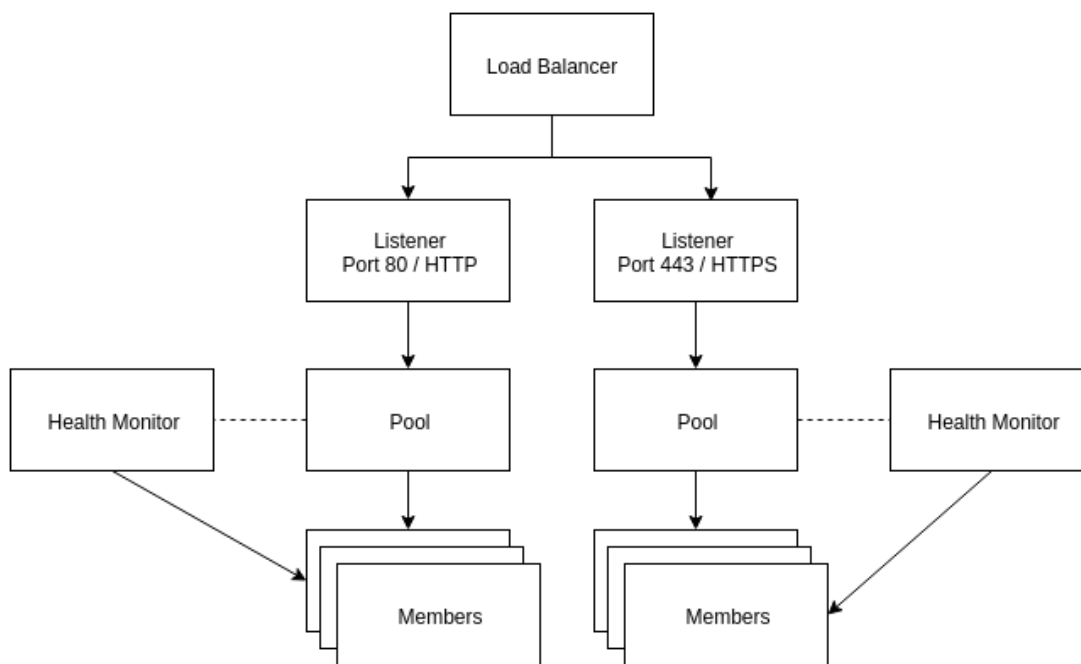 Load Balancer
Listener
Port 80 / HTTP
Listener
Port 443 / HTTPS
Health Monitor
Pool
Pool
Health Monitor
Members
Members